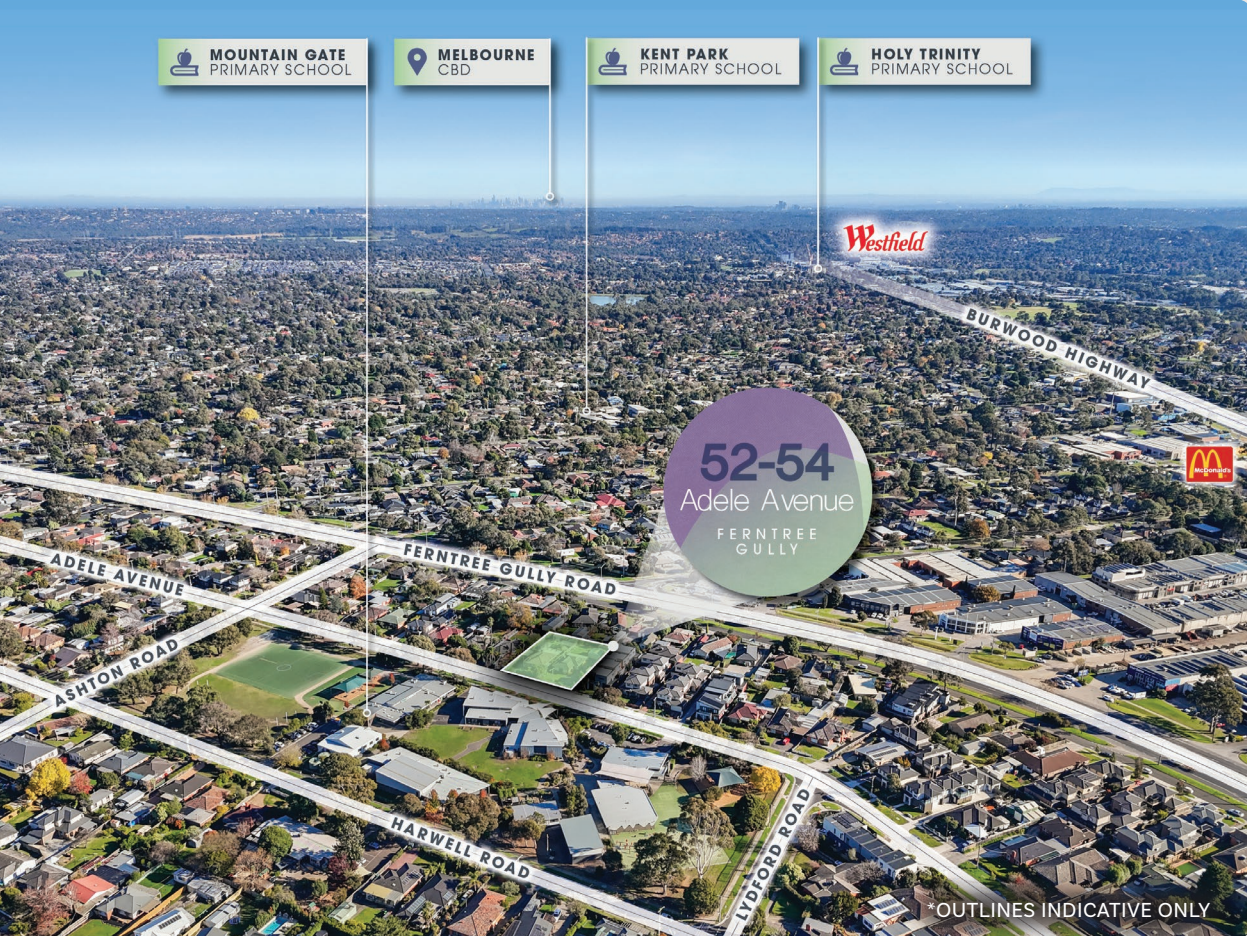 MOUNTAIN GATE
PRIMARY SCHOOL
MELBOURNE
CBD
KENT PARK
PRIMARY SCHOOL
HOLY TRINITY
PRIMARY SCHOOL
Westfield
BURWOOD HIGHWAY
McDonald's
52-54
Adele Avenue
FERNTREE
GULLY
FERNTREE GULLY ROAD
ADELE AVENUE
ASHTON ROAD
HARWELL ROAD
LYDFORD ROAD
*OUTLINES INDICATIVE ONLY